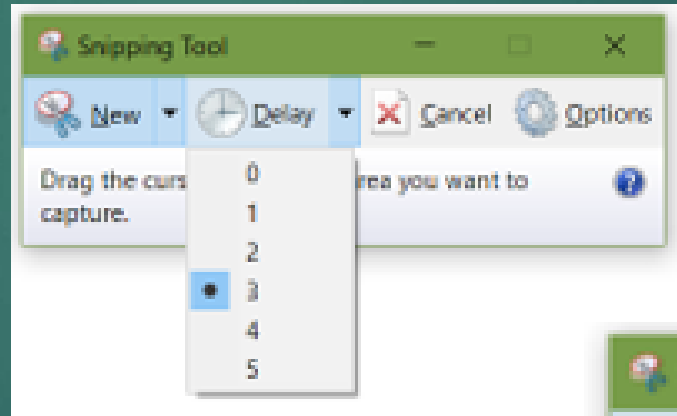 Snipping Tool
New Delay Cancel Options
Drag the curs rea you want to
capture.
0
1
2
3
4
5